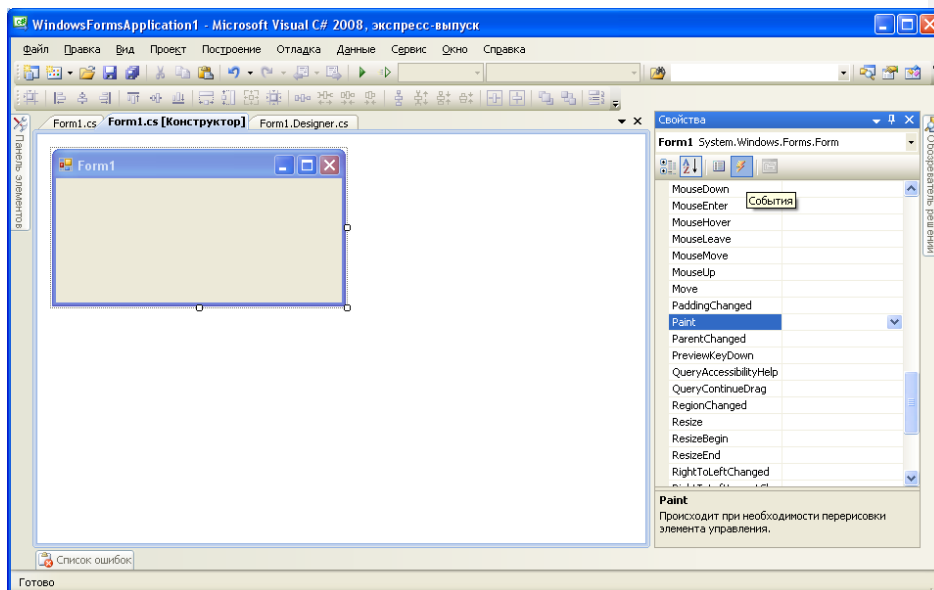 WindowsFormsApplication1 - Microsoft Visual C# 2008, экспресс-выпуск
Файл Правка Вид Проект Построение Отладка Данные Сервис Окно Справка
Form1.cs Form1.cs [Конструктор] Form1.Designer.cs
Панель элементов
Form1
Свойства
Form1 System.Windows.Forms.Form
События
MouseDown
MouseEnter
MouseHover
MouseLeave
MouseMove
MouseUp
Move
PaddingChanged
Paint
ParentChanged
PreviewKeyDown
QueryAccessibilityHelp
QueryContinueDrag
RegionChanged
Resize
ResizeBegin
ResizeEnd
RightToLeftChanged
Paint
Происходит при необходимости перерисовки
элемента управления.
Обозреватель решений
Список ошибок
Готово